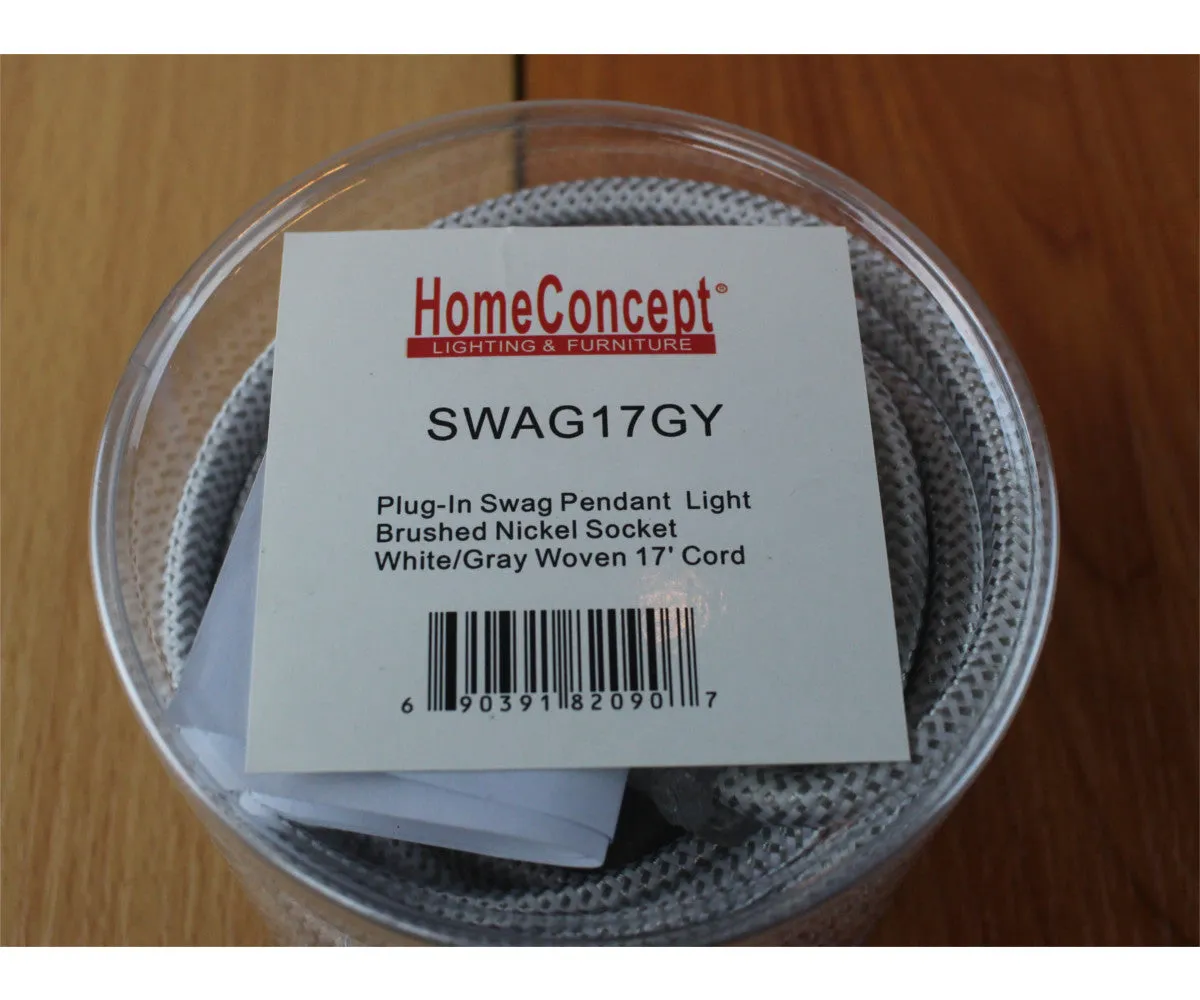 HomeConcept®
LIGHTING & FURNITURE
SWAG17GY
Plug-In Swag Pendant Light
Brushed Nickel Socket
White/Gray Woven 17' Cord
6 90391 82090 7